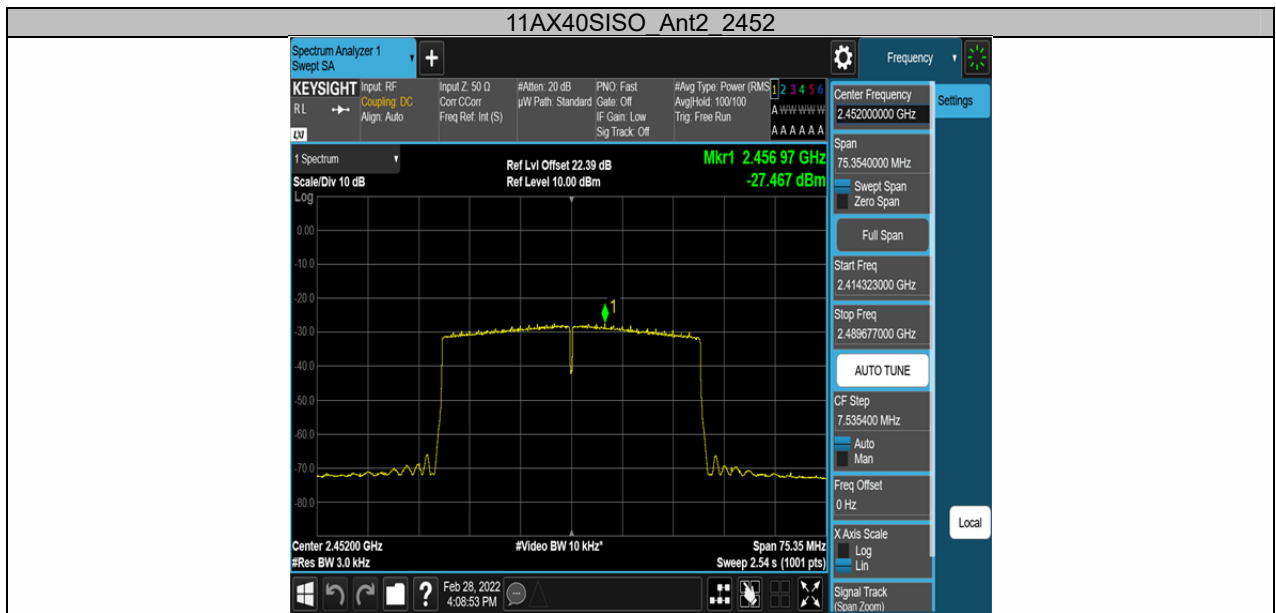 11AX40SISO_Ant2_2452
Spectrum Analyzer 1
Swept SA
+
Frequency
KEYSIGHT
RL
LXI
Input: RF
Coupling: DC
Align: Auto
Input Z: 50 Ω
Corr CCorr
Freq Ref: Int (S)
#Atten: 20 dB
µW Path: Standard
PNO: Fast
Gate: Off
IF Gain: Low
Sig Track: Off
#Avg Type: Power (RMS
Avg|Hold: 100/100
Trig: Free Run
1 2 3 4 5 6
A W W W W W
A A A A A A
1 Spectrum
Scale/Div 10 dB
Log
Ref Lvl Offset 22.39 dB
Ref Level 10.00 dBm
Mkr1 2.456 97 GHz
-27.467 dBm
0.00
-10.0
-20.0
-30.0
-40.0
-50.0
-60.0
-70.0
-80.0
1
Center 2.45200 GHz
#Res BW 3.0 kHz
#Video BW 10 kHz*
Span 75.35 MHz
Sweep 2.54 s (1001 pts)
Center Frequency
2.452000000 GHz
Settings
Span
75.3540000 MHz
Swept Span
Zero Span
Full Span
Start Freq
2.414323000 GHz
Stop Freq
2.489677000 GHz
AUTO TUNE
CF Step
7.535400 MHz
Auto
Man
Freq Offset
0 Hz
X Axis Scale
Log
Lin
Local
Signal Track
(Span Zoom)
?
Feb 28, 2022
4:08:53 PM